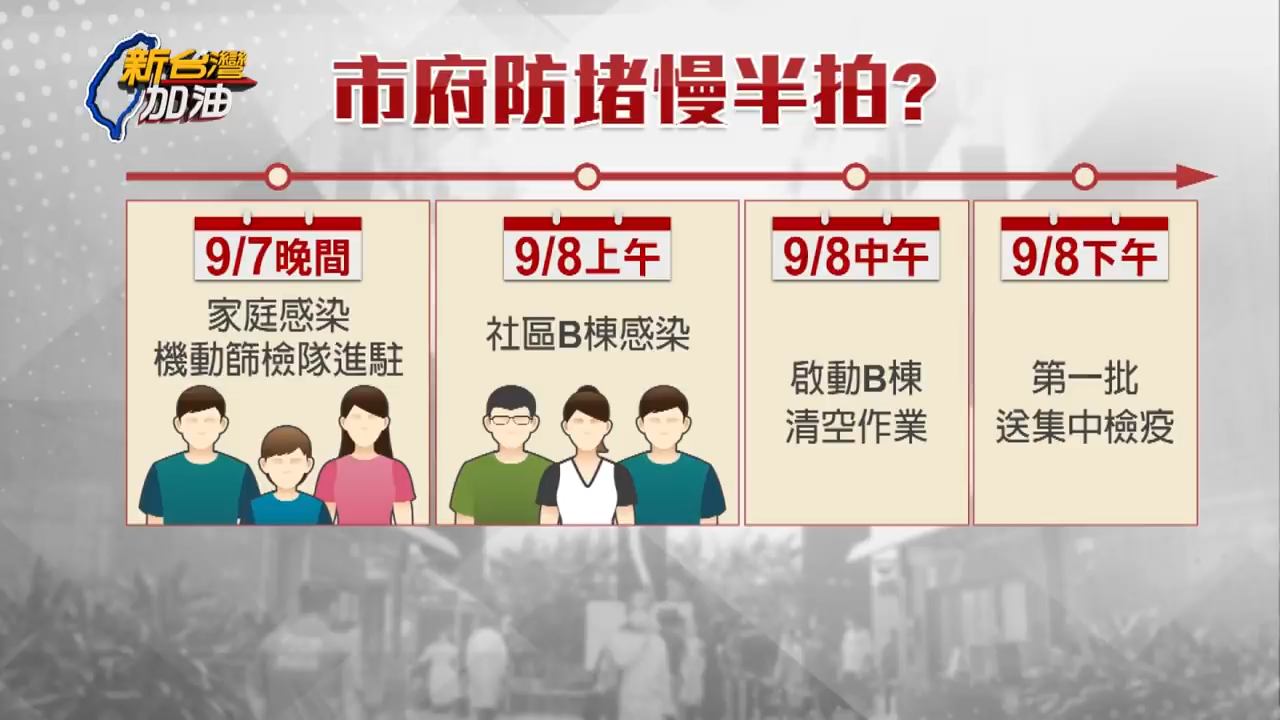 新台灣
加油
市府防堵慢半拍?
9/7晚間
家庭感染
機動篩檢隊進駐
9/8上午
社區B棟感染
9/8中午
啟動B棟
清空作業
9/8下午
第一批
送集中檢疫